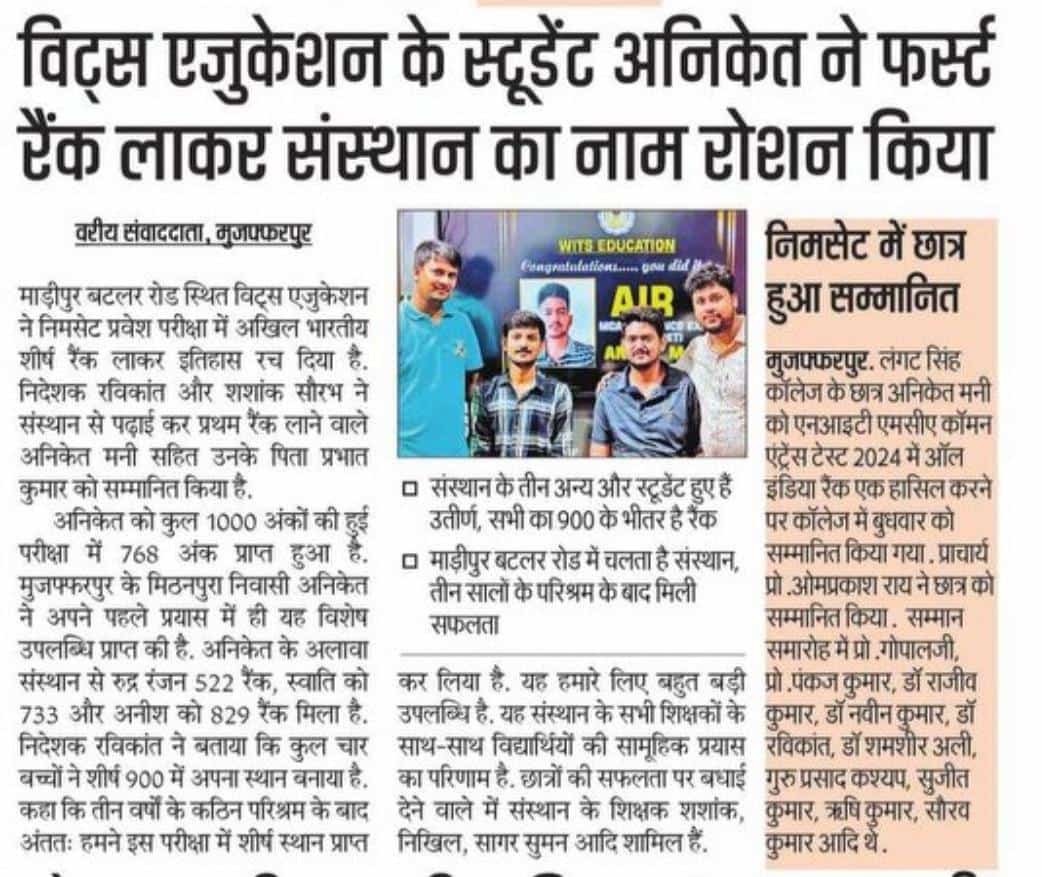 विट्स एजुकेशन के स्टूडेंट अनिकेत ने फर्स्ट
रैंक लाकर संस्थान का नाम रोशन किया
वरीय संवाददाता, मुजफ्फरपुर
माड़ीपुर बटलर रोड स्थित विट्स एजुकेशन
ने निमसेट प्रवेश परीक्षा में अखिल भारतीय
शीर्ष रैंक लाकर इतिहास रच दिया है.
निदेशक रविकांत और शशांक सौरभ ने
संस्थान से पढ़ाई कर प्रथम रैंक लाने वाले
अनिकेत मनी सहित उनके पिता प्रभात
कुमार को सम्मानित किया है.
अनिकेत को कुल 1000 अंकों की हुई
परीक्षा में 768 अंक प्राप्त हुआ है.
मुजफ्फरपुर के मिठनपुरा निवासी अनिकेत
ने अपने पहले प्रयास में ही यह विशेष
उपलब्धि प्राप्त की है. अनिकेत के अलावा
संस्थान से रुद्र रंजन 522 रैंक, स्वाति को
733 और अनीश को 829 रैंक मिला है.
निदेशक रविकांत ने बताया कि कुल चार
बच्चों ने शीर्ष 900 में अपना स्थान बनाया है.
कहा कि तीन वर्षों के कठिन परिश्रम के बाद
अंततः हमने इस परीक्षा में शीर्ष स्थान प्राप्त
WITS EDUCATION
Congratulations..... you did it
AIR
संस्थान के तीन अन्य और स्टूडेंट हुए हैं
उतीर्ण, सभी का 900 के भीतर है रैंक
माड़ीपुर बटलर रोड में चलता है संस्थान,
तीन सालों के परिश्रम के बाद मिली
सफलता
कर लिया है. यह हमारे लिए बहुत बड़ी
उपलब्धि है. यह संस्थान के सभी शिक्षकों के
साथ-साथ विद्यार्थियों की सामूहिक प्रयास
का परिणाम है. छात्रों की सफलता पर बधाई
देने वाले में संस्थान के शिक्षक शशांक,
निखिल, सागर सुमन आदि शामिल हैं.
निमसेट में छात्र
हुआ सम्मानित
मुजफ्फरपुर. लंगट सिंह
कॉलेज के छात्र अनिकेत मनी
को एनआइटी एमसीए कॉमन
एंट्रेंस टेस्ट 2024 में ऑल
इंडिया रैंक एक हासिल करने
पर कॉलेज में बुधवार को
सम्मानित किया गया. प्राचार्य
प्रो.ओमप्रकाश राय ने छात्र को
सम्मानित किया. सम्मान
समारोह में प्रो.गोपालजी,
प्रो.पंकज कुमार, डॉ राजीव
कुमार, डॉ नवीन कुमार, डॉ
रविकांत, डॉ शमशीर अली,
गुरु प्रसाद कश्यप, सुजीत
कुमार, ऋषि कुमार, सौरव
कुमार आदि थे.